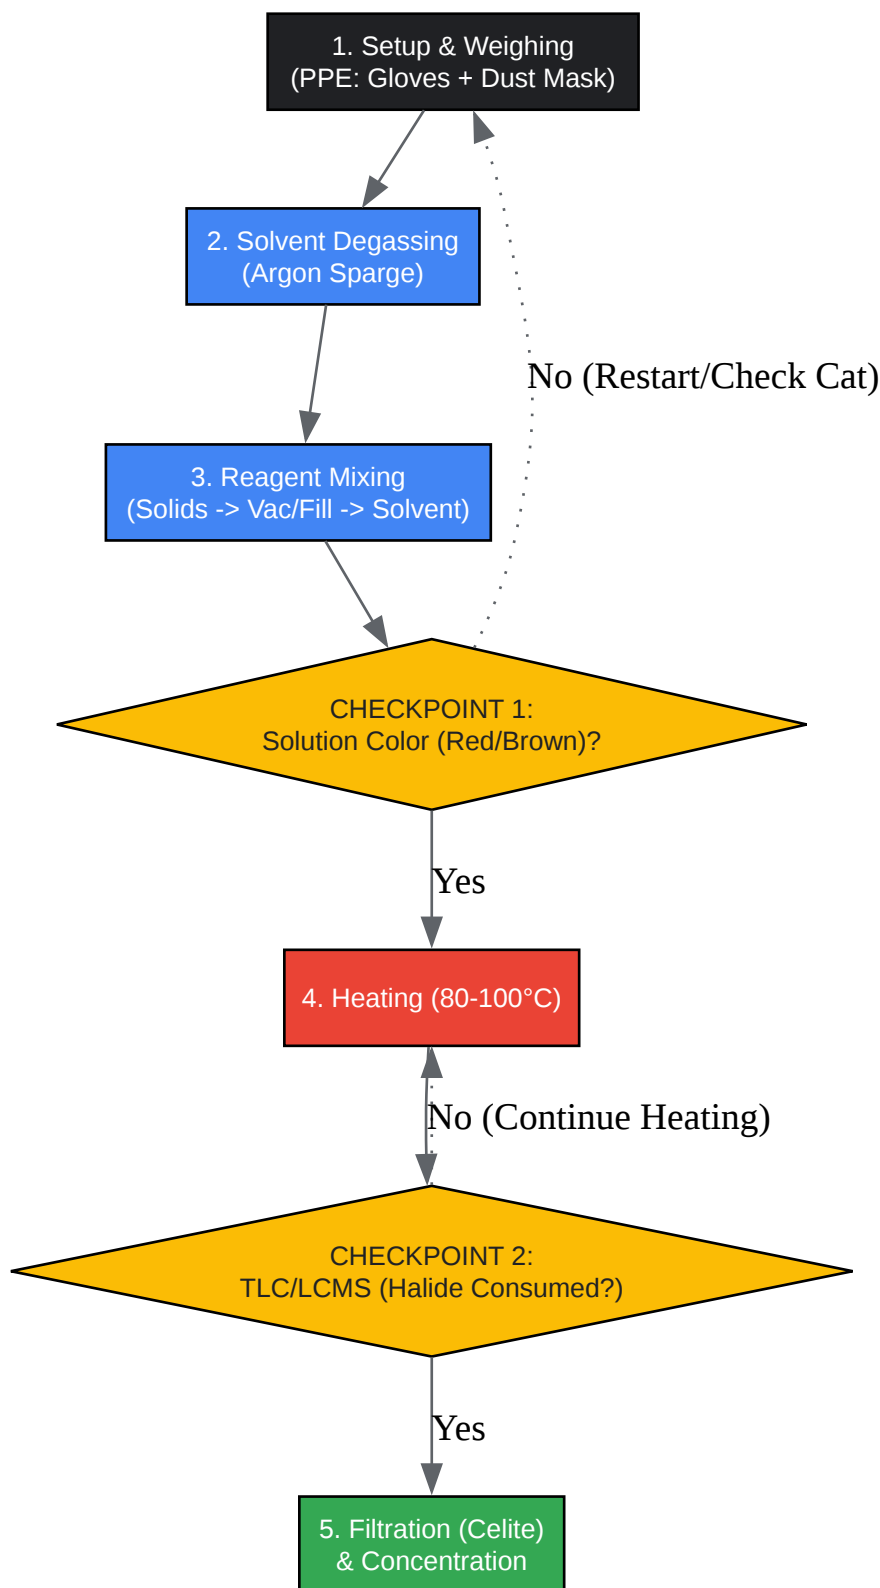 1. Setup & Weighing
(PPE: Gloves + Dust Mask)
2. Solvent Degassing
(Argon Sparge)
No (Restart/Check Cat)
3. Reagent Mixing
(Solids -> Vac/Fill -> Solvent)
CHECKPOINT 1:
Solution Color (Red/Brown)?
Yes
4. Heating (80-100°C)
No (Continue Heating)
CHECKPOINT 2:
TLC/LCMS (Halide Consumed?)
Yes
5. Filtration (Celite)
& Concentration